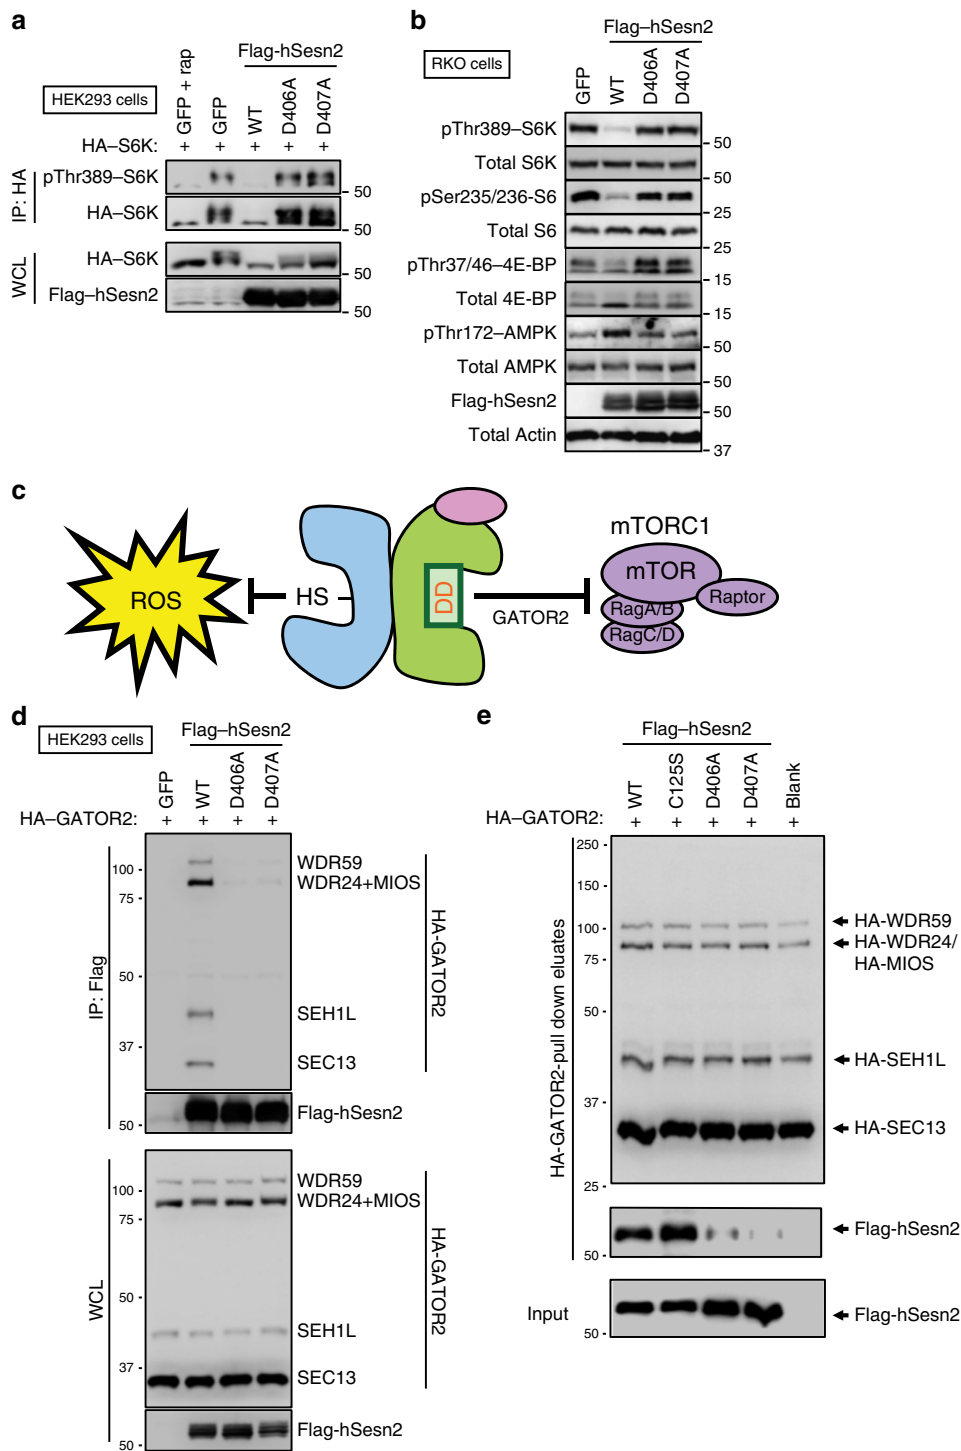 a
Flag-hSesn2
HEK293 cells
GFP + rap
GFP
WT
D406A
D407A
HA–S6K: + + + + +
IP: HA
pThr389–S6K
50
HA–S6K
50
WCL
HA–S6K
50
Flag–hSesn2
50
b
Flag–hSesn2
RKO cells
GFP
WT
D406A
D407A
pThr389–S6K
50
Total S6K
pSer235/236-S6
50
25
Total S6
25
pThr37/46–4E-BP
15
Total 4E-BP
15
pThr172–AMPK
50
Total AMPK
50
Flag-hSesn2
50
Total Actin
37
c
ROS
HS
DD
GATOR2
mTORC1
mTOR
Raptor
RagA/B
RagC/D
d
HEK293 cells
Flag–hSesn2
GFP
WT
D406A
D407A
HA–GATOR2: + + + +
IP: Flag
100
75
50
37
WDR59
WDR24+MIOS
SEH1L
SEC13
HA-GATOR2
50
Flag-hSesn2
WCL
100
75
50
37
WDR59
WDR24+MIOS
SEH1L
SEC13
HA-GATOR2
50
Flag-hSesn2
e
Flag–hSesn2
WT
C125S
D406A
D407A
Blank
HA–GATOR2: + + + + +
HA-GATOR2-pull down eluates
250
150
100
75
50
37
25
HA-WDR59
HA-WDR24/
HA-MIOS
HA-SEH1L
HA-SEC13
50
Flag-hSesn2
Input
50
Flag-hSesn2